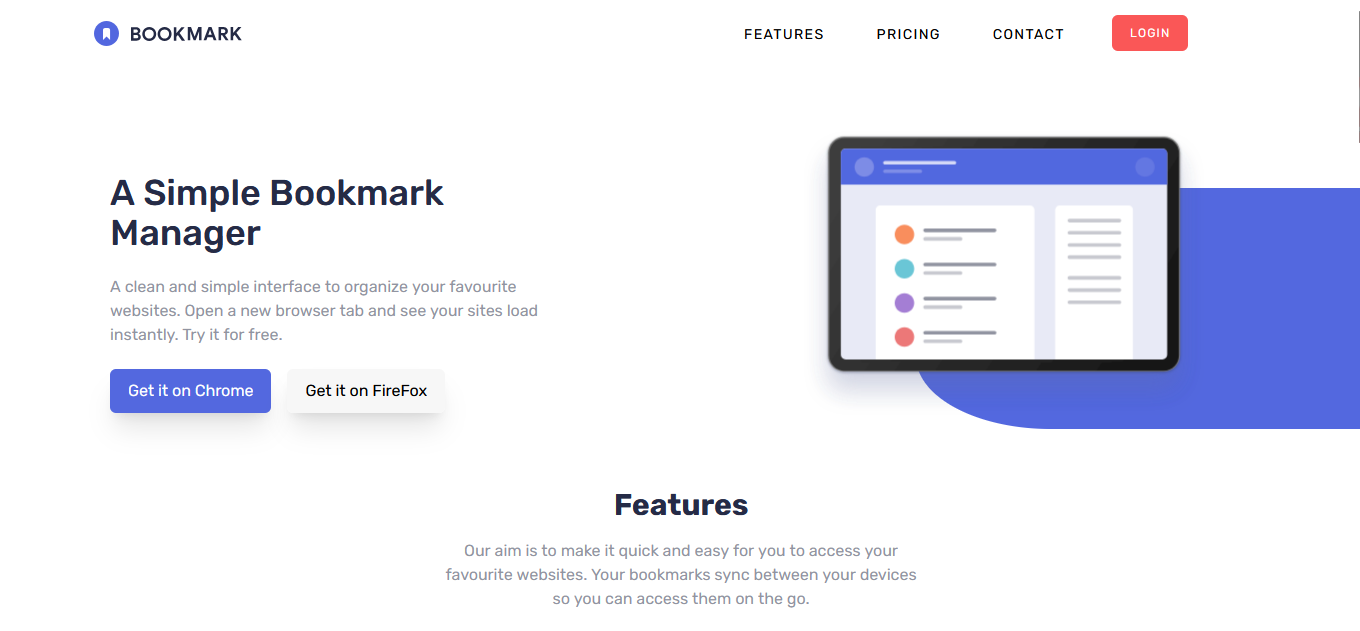 BOOKMARK
FEATURES
PRICING
CONTACT
LOGIN
A Simple Bookmark
Manager
A clean and simple interface to organize your favourite
websites. Open a new browser tab and see your sites load
instantly. Try it for free.
Get it on Chrome
Get it on FireFox
Features
Our aim is to make it quick and easy for you to access your
favourite websites. Your bookmarks sync between your devices
so you can access them on the go.